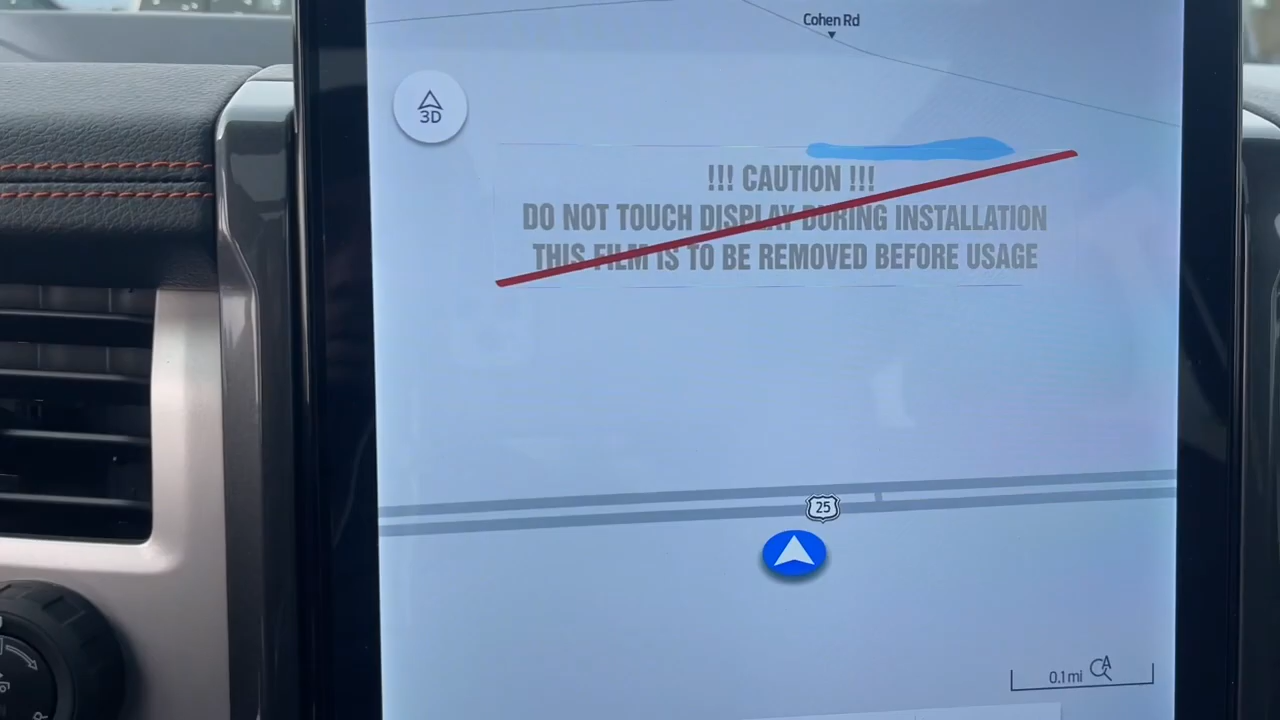 Cohen Rd
3D
!!! CAUTION !!!
DO NOT TOUCH DISPLAY DURING INSTALLATION
THIS FILM IS TO BE REMOVED BEFORE USAGE
25
0.1 mi
A